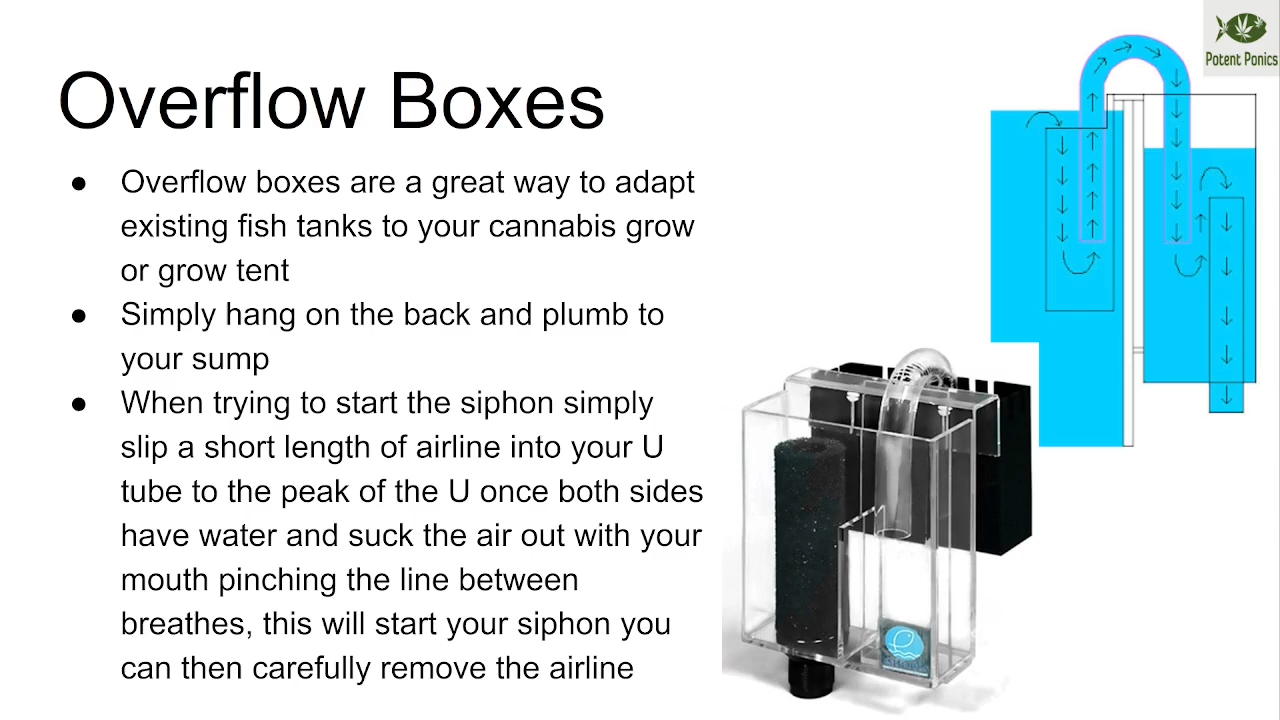 Potent Ponics
Overflow Boxes
● Overflow boxes are a great way to adapt
existing fish tanks to your cannabis grow
or grow tent
● Simply hang on the back and plumb to
your sump
● When trying to start the siphon simply
slip a short length of airline into your U
tube to the peak of the U once both sides
have water and suck the air out with your
mouth pinching the line between
breathes, this will start your siphon you
can then carefully remove the airline